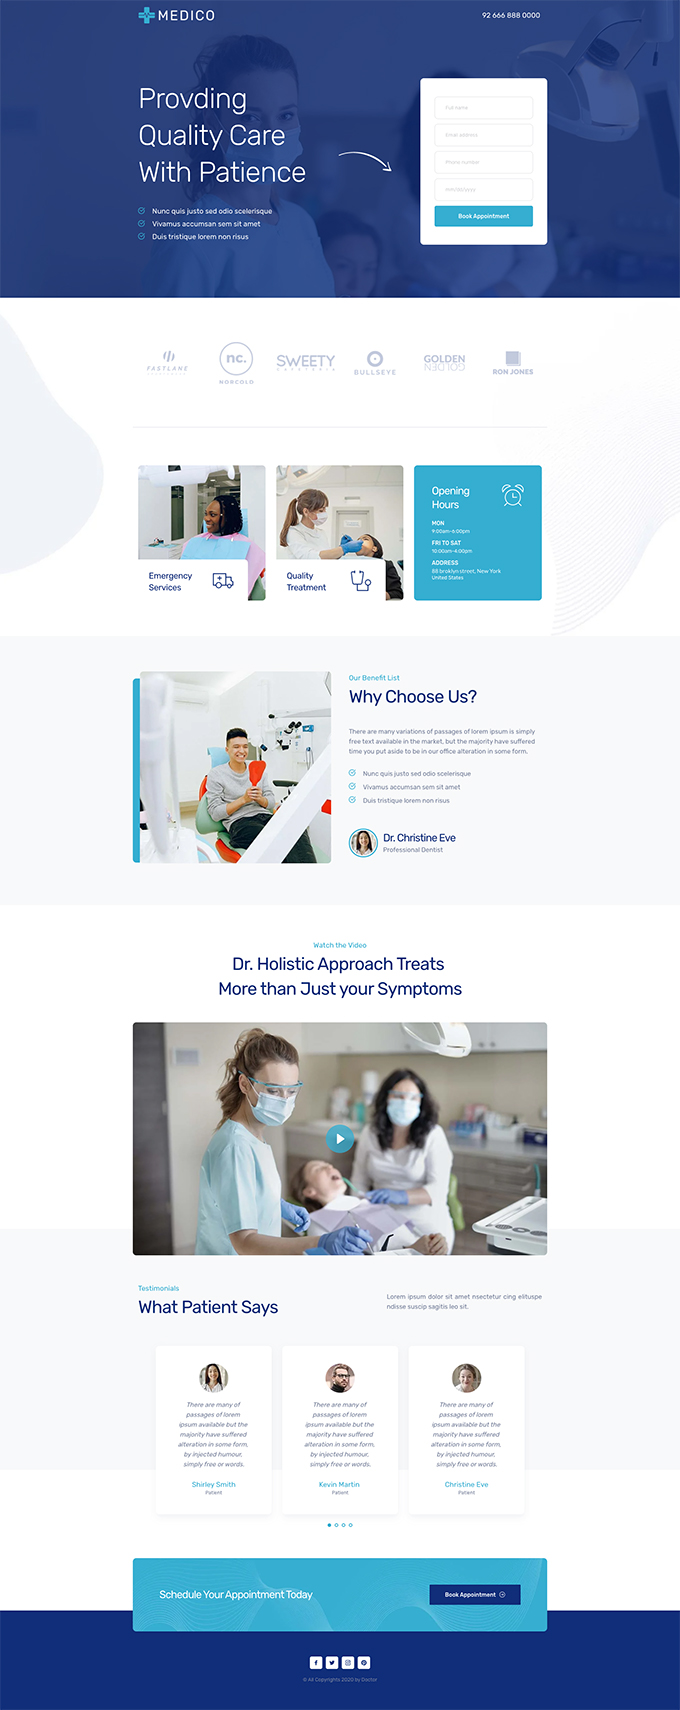 MEDICO
92 666 888 0000
Provding
Quality Care
With Patience
Nunc quis justo sed odio scelerisque
Vivamus accumsan sem sit amet
Duis tristique lorem non risus
Full name
Email address
Phone number
mm/dd/yyyy
Book Appointment
FASTLANE
nc.
NORCOLD
SWEETY
BULLSEYE
GOLDEN
GOLDEN
RON JONES
Emergency
Services
Quality
Treatment
Opening
Hours
MON
9:00am-6:00pm
FRI TO SAT
10:00am-4:00pm
ADDRESS
88 broklyn street, New York
United States
Our Benefit List
Why Choose Us?
There are many variations of passages of lorem ipsum is simply
free text available in the market, but the majority have suffered
time you put aside to be in our office alteration in some form.
Nunc quis justo sed odio scelerisque
Vivamus accumsan sem sit amet
Duis tristique lorem non risus
Dr. Christine Eve
Professional Dentist
Watch the Video
Dr. Holistic Approach Treats
More than Just your Symptoms
Testimonials
What Patient Says
Lorem ipsum dolor sit amet nsectetur cing elituspe
ndisse suscip sagitis leo sit.
There are many of
passages of lorem
ipsum available but the
majority have suffered
alteration in some form,
by injected humour,
simply free or words.
Shirley Smith
Patient
There are many of
passages of lorem
ipsum available but the
majority have suffered
alteration in some form,
by injected humour,
simply free or words.
Kevin Martin
Patient
There are many of
passages of lorem
ipsum available but the
majority have suffered
alteration in some form,
by injected humour,
simply free or words.
Christine Eve
Patient
Schedule Your Appointment Today
Book Appointment
© All Copyrights 2020 by Doctor